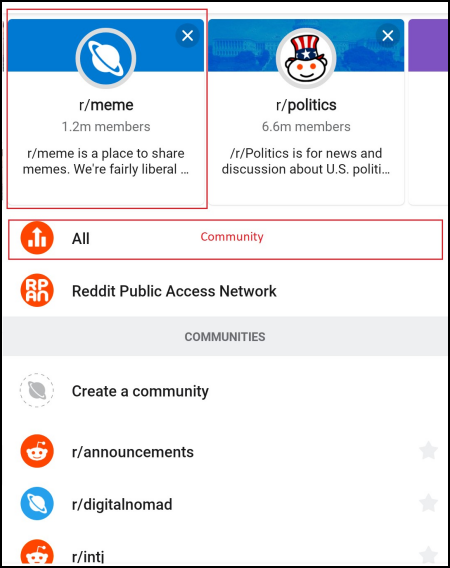 r/meme
1.2m members
r/meme is a place to share
memes. We're fairly liberal ...
r/politics
6.6m members
/r/Politics is for news and
discussion about U.S. politi...
All
Community
RPAN
Reddit Public Access Network
COMMUNITIES
Create a community
r/announcements
r/digitalnomad
r/intj